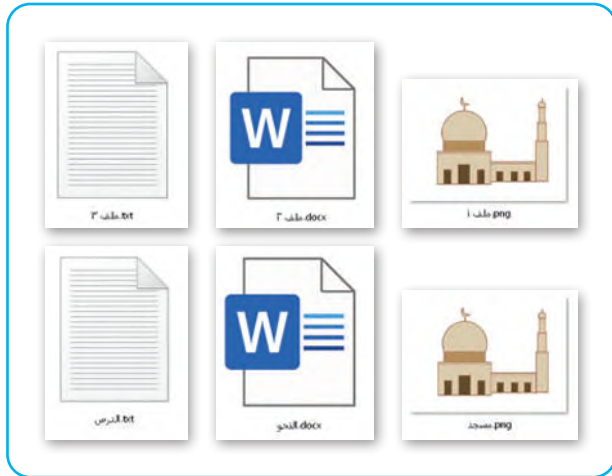 ملف ١.png
W
ملف ٢.docx
ملف ٣.txt
مسجد.png
W
النحو.docx
الدرس.txt